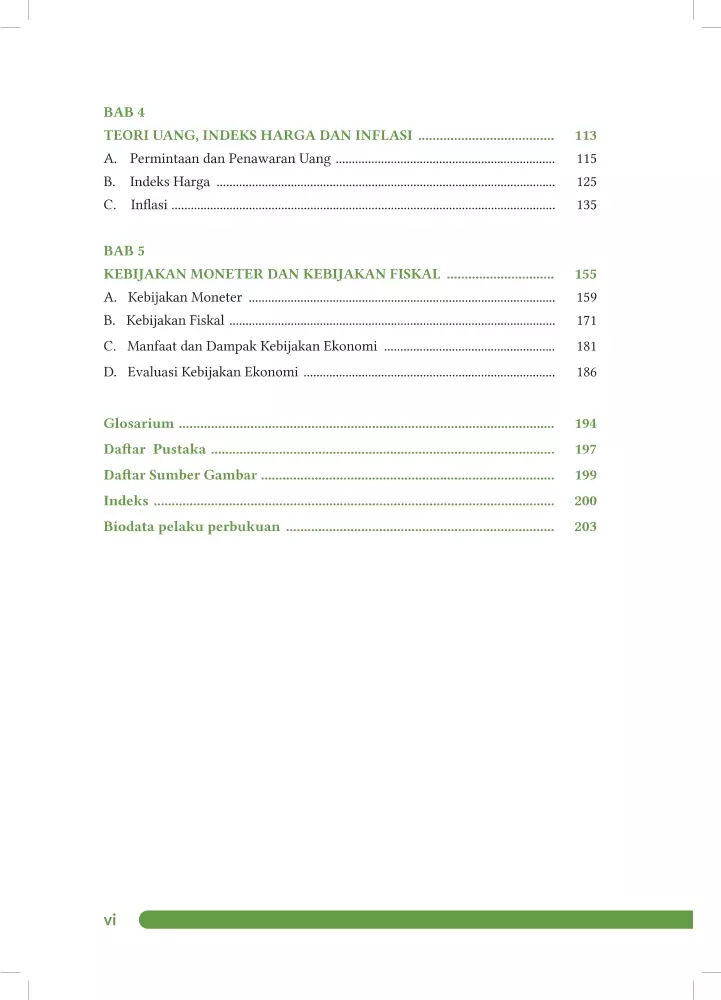 BAB 4
TEORI UANG, INDEKS HARGA DAN INFLASI ...................................... 113
A. Permintaan dan Penawaran Uang .................................................................... 115
B. Indeks Harga ......................................................................................................... 125
C. Inflasi ....................................................................................................................... 135
BAB 5
KEBIJAKAN MONETER DAN KEBIJAKAN FISKAL .............................. 155
A. Kebijakan Moneter ............................................................................................... 159
B. Kebijakan Fiskal ..................................................................................................... 171
C. Manfaat dan Dampak Kebijakan Ekonomi ..................................................... 181
D. Evaluasi Kebijakan Ekonomi .............................................................................. 186
Glosarium ......................................................................................................... 194
Daftar Pustaka ................................................................................................ 197
Daftar Sumber Gambar .................................................................................. 199
Indeks ................................................................................................................ 200
Biodata pelaku perbukuan ........................................................................... 203
vi